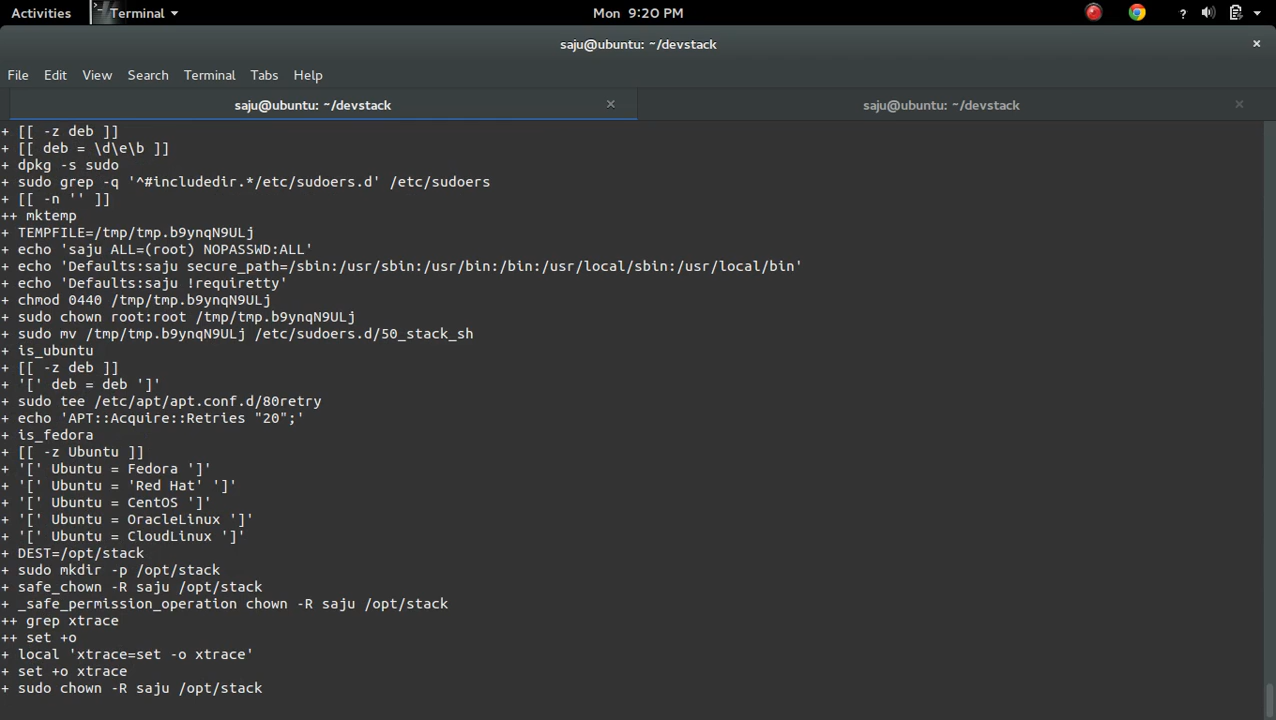 Activities
Terminal
Mon 9:20 PM
?
saju@ubuntu: ~/devstack
×
File Edit View Search Terminal Tabs Help
saju@ubuntu: ~/devstack ×
saju@ubuntu: ~/devstack ×
+ [[ -z deb ]]
+ [[ deb = \d\e\b ]]
+ dpkg -s sudo
+ sudo grep -q '^#includedir.*/etc/sudoers.d' /etc/sudoers
+ [[ -n '' ]]
++ mktemp
+ TEMPFILE=/tmp/tmp.b9ynqN9ULj
+ echo 'saju ALL=(root) NOPASSWD:ALL'
+ echo 'Defaults:saju secure_path=/sbin:/usr/sbin:/usr/bin:/bin:/usr/local/sbin:/usr/local/bin'
+ echo 'Defaults:saju !requiretty'
+ chmod 0440 /tmp/tmp.b9ynqN9ULj
+ sudo chown root:root /tmp/tmp.b9ynqN9ULj
+ sudo mv /tmp/tmp.b9ynqN9ULj /etc/sudoers.d/50_stack_sh
+ is_ubuntu
+ [[ -z deb ]]
+ '[' deb = deb ']'
+ sudo tee /etc/apt/apt.conf.d/80retry
+ echo 'APT::Acquire::Retries "20";'
+ is_fedora
+ [[ -z Ubuntu ]]
+ '[' Ubuntu = Fedora ']'
+ '[' Ubuntu = 'Red Hat' ']'
+ '[' Ubuntu = CentOS ']'
+ '[' Ubuntu = OracleLinux ']'
+ '[' Ubuntu = CloudLinux ']'
+ DEST=/opt/stack
+ sudo mkdir -p /opt/stack
+ safe_chown -R saju /opt/stack
+ _safe_permission_operation chown -R saju /opt/stack
++ grep xtrace
++ set +o
+ local 'xtrace=set -o xtrace'
+ set +o xtrace
+ sudo chown -R saju /opt/stack